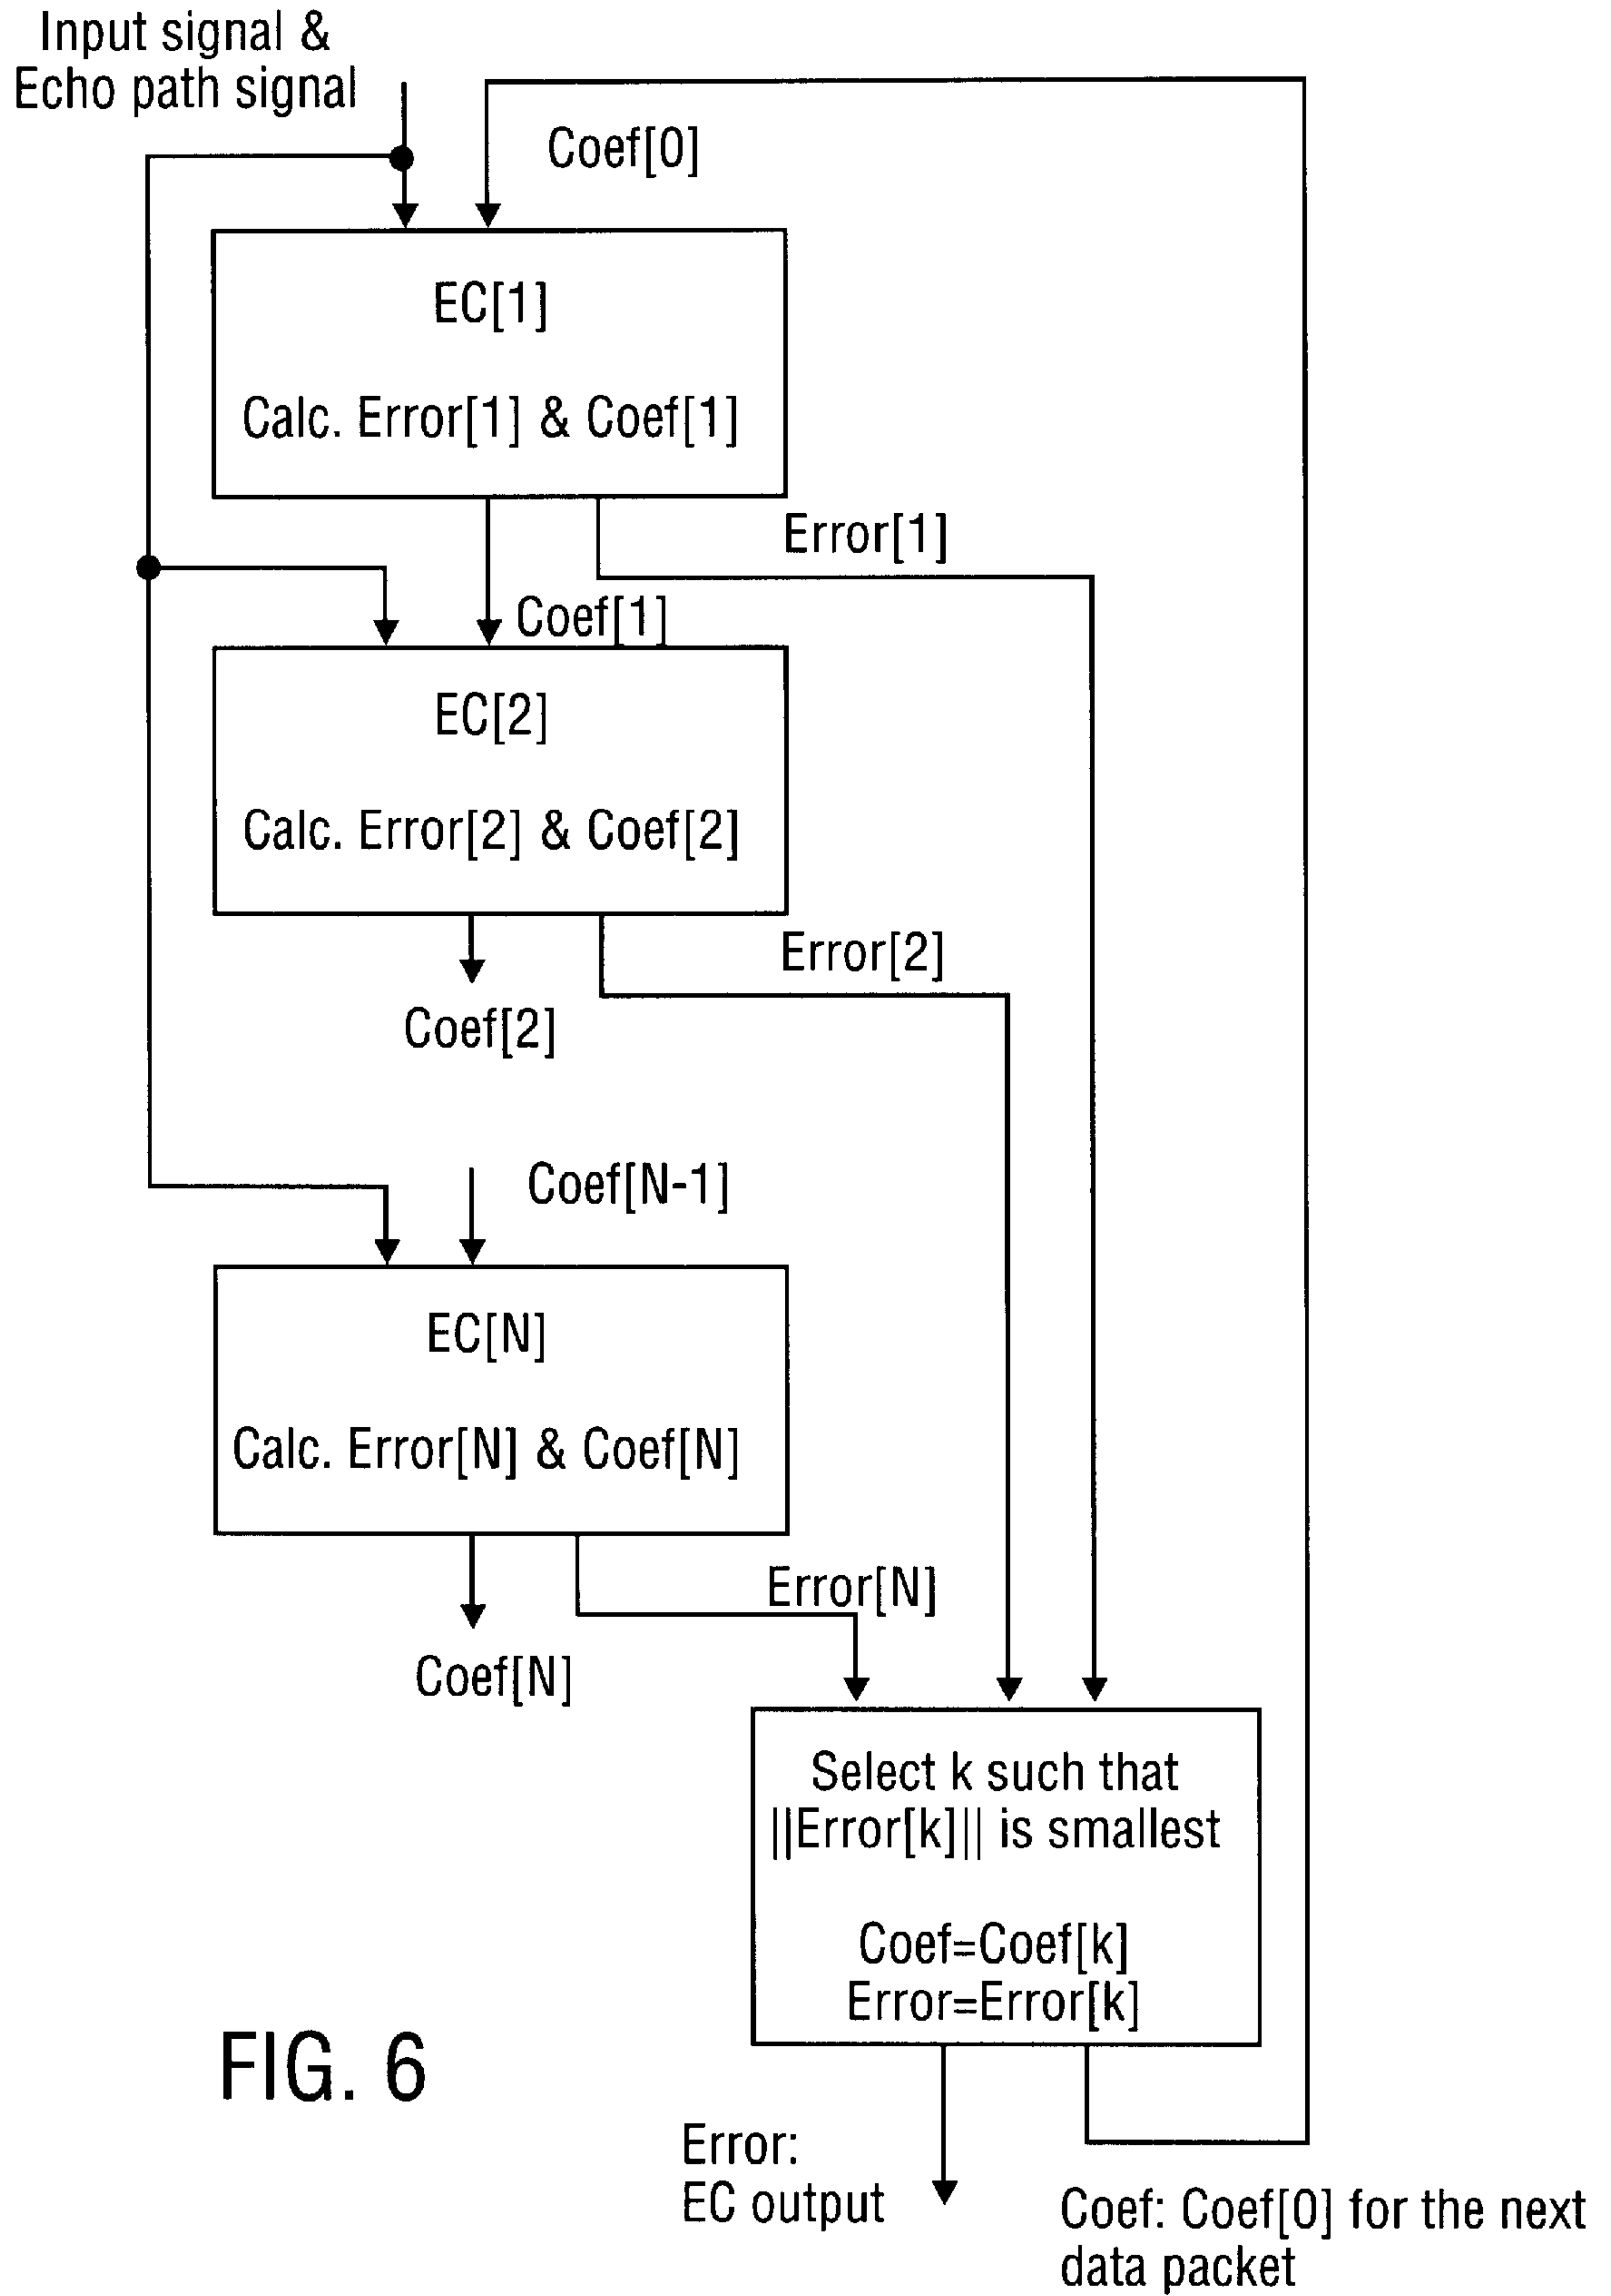 Input signal &
Echo path signal
Coef[0]
EC[1]
Calc. Error[1] & Coef[1]
Error[1]
Coef[1]
EC[2]
Calc. Error[2] & Coef[2]
Error[2]
Coef[2]
Coef[N-1]
EC[N]
Calc. Error[N] & Coef[N]
Error[N]
Coef[N]
Select k such that
||Error[k]|| is smallest
Coef=Coef[k]
Error=Error[k]
FIG. 6
Error:
EC output
Coef: Coef[0] for the next
data packet